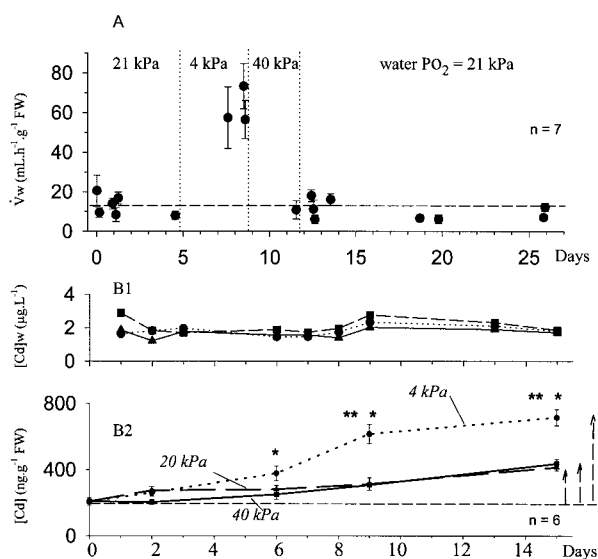 A
21 kPa 4 kPa 40 kPa water PO2 = 21 kPa
n = 7
V̇w (mL.h-1.g-1 FW)
80
60
40
20
0
0 5 10 15 20 25 Days
B1
[Cd]w (µg.L-1)
4
2
0
B2
[Cd] (ng.g-1 FW)
800
400
0
4 kPa
20 kPa
40 kPa
*
** *
** *
n = 6
0 2 4 6 8 10 12 14 Days